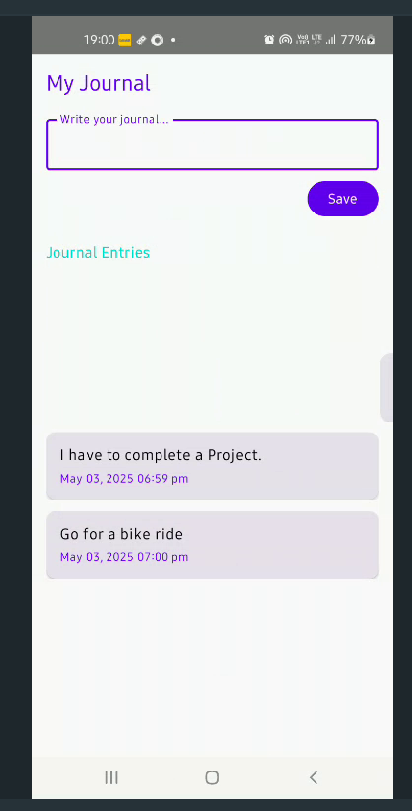 19:00 77%
My Journal
Write your journal...
Save
Journal Entries
I have to complete a Project.
May 03, 2025 06:59 pm
Go for a bike ride
May 03, 2025 07:00 pm